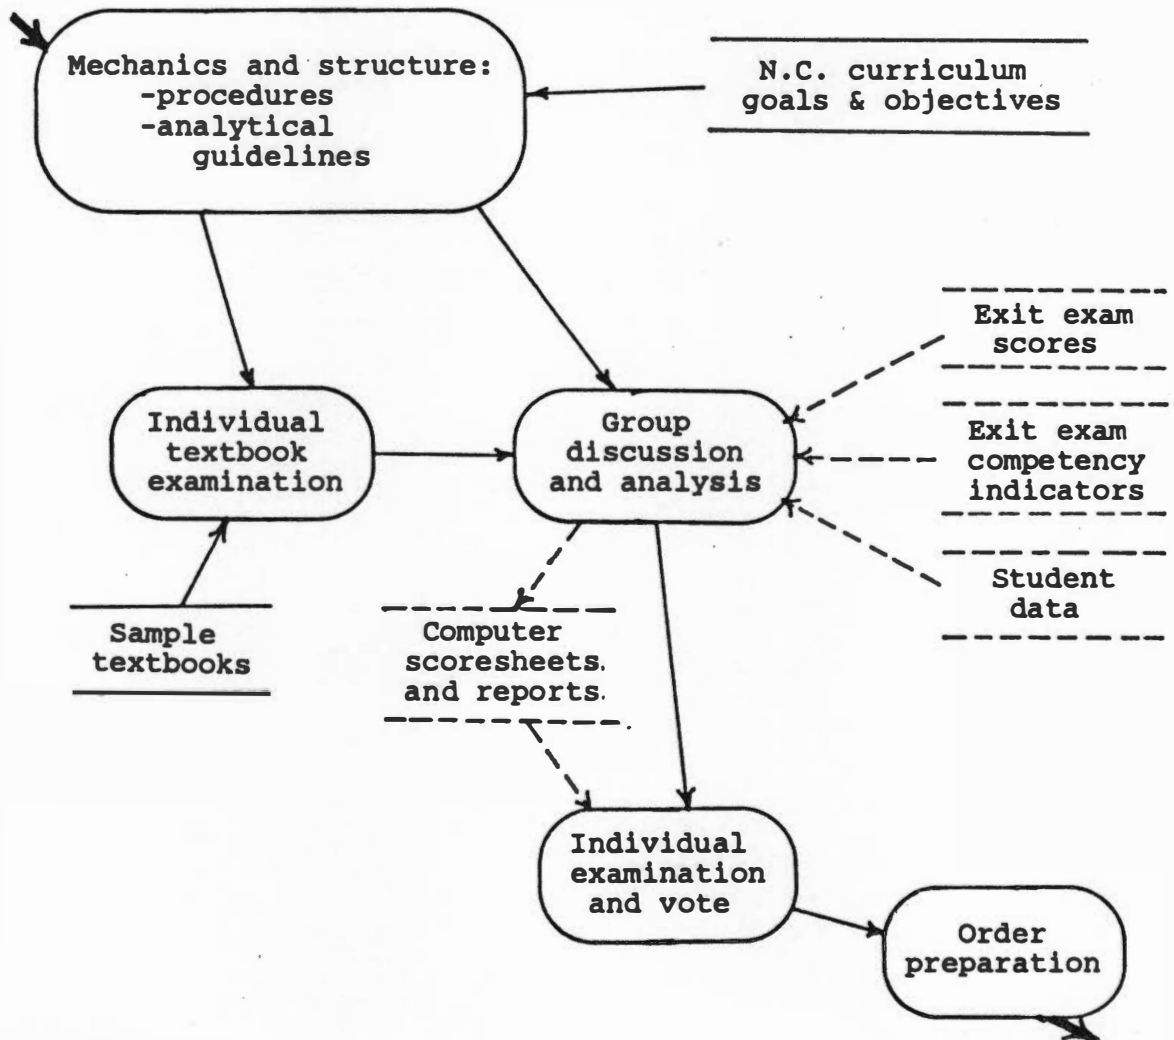 Mechanics and structure:
-procedures
-analytical
guidelines
N.C. curriculum
goals & objectives
Exit exam
scores
Individual
textbook
examination
Group
discussion
and analysis
Exit exam
competency
indicators
Student
data
Sample
textbooks
Computer
scoresheets.
and reports.
Individual
examination
and vote
Order
preparation